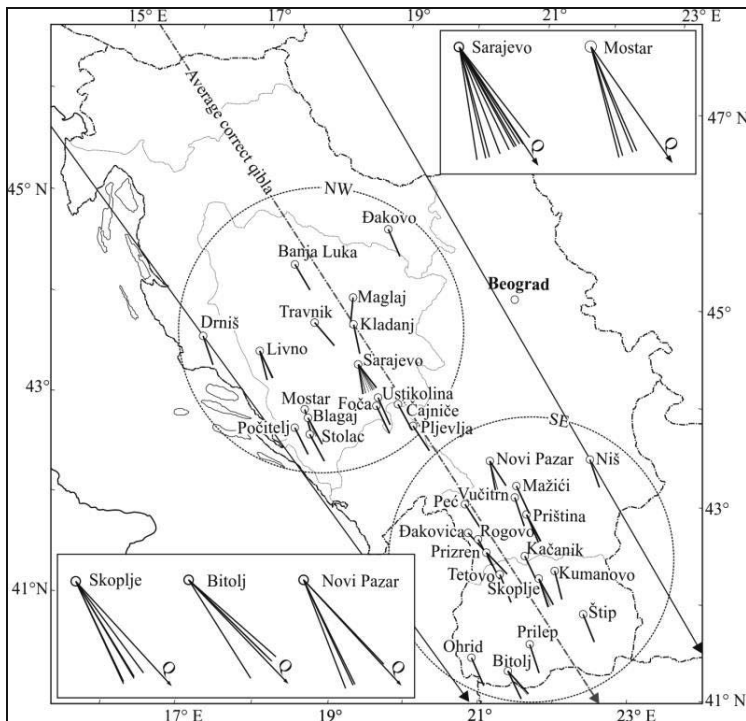 15° E
17° E
19° E
21° E
23° E
Sarajevo
Mostar
Q
Q
47° N
Average correct qibla
45° N
NW
Đakovo
Banja Luka
Beograd
Maglaj
Travnik
Kladanj
45° N
Drniš
Livno
Sarajevo
43° N
Ustikolina
Mostar
Foča
Čajniče
Blagaj
Počitelj
Stolac
Pljevlja
SE
Novi Pazar
Niš
Vučitrn
Mažići
Peć
Priština
43° N
Đakovica
Rogovo
Prizren
Kačanik
Tetovo
Kumanovo
Skoplje
Skoplje
Bitolj
Novi Pazar
41° N
Štip
Prilep
Ohrid
Bitolj
Q
Q
Q
41° N
17° E
19° E
21° E
23° E